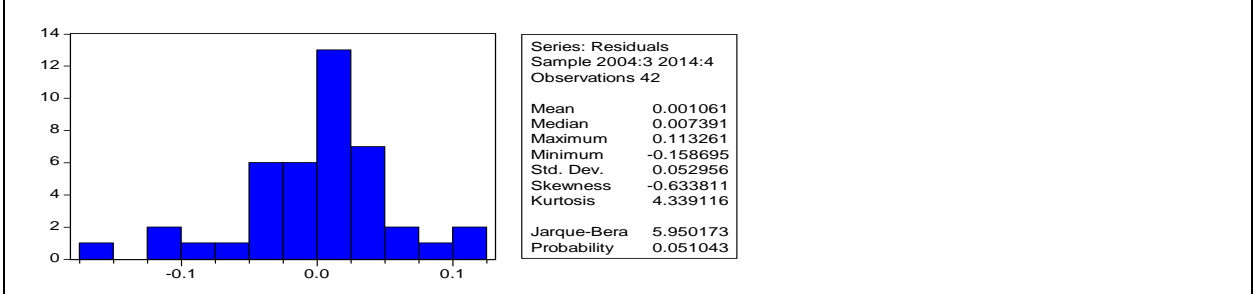 14
12
10
8
6
4
2
0
-0.1 0.0 0.1
Series: Residuals
Sample 2004:3 2014:4
Observations 42
Mean 0.001061
Median 0.007391
Maximum 0.113261
Minimum -0.158695
Std. Dev. 0.052956
Skewness -0.633811
Kurtosis 4.339116
Jarque-Bera 5.950173
Probability 0.051043